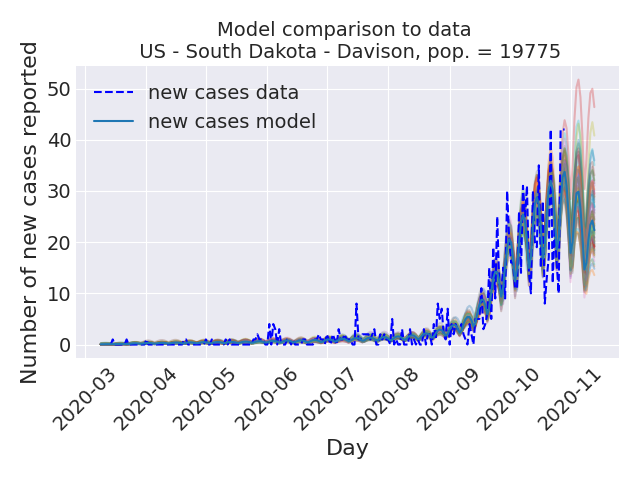 Model comparison to data
US - South Dakota - Davison, pop. = 19775
Number of new cases reported
50
40
30
20
10
0
new cases data
new cases model
2020-03
2020-04
2020-05
2020-06
2020-07
2020-08
2020-09
2020-10
2020-11
Day